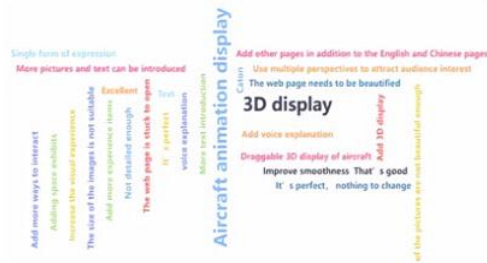 Single form of expression
More pictures and text can be introduced
Add more ways to interact
Adding space exhibits
Increase the visual experience
The size of the images is not suitable
Excellent
Add more experience items
Not detailed enough
The web page is stuck to open
Text
It's perfect
voice explanation
More text introduction
Aircraft animation display
Caton
Add other pages in addition to the English and Chinese pages
Use multiple perspectives to attract audience interest
The web page needs to be beautified
3D display
Add voice explanation
Add 3D display
Draggable 3D display of aircraft
Improve smoothness That's good
It's perfect, nothing to change
of the pictures are not beautiful enough